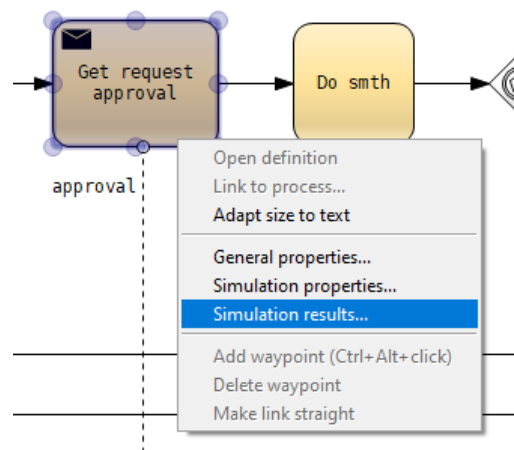 Get request
approval
Do smth
approval
Open definition
Link to process...
Adapt size to text
General properties...
Simulation properties...
Simulation results...
Add waypoint (Ctrl+Alt+click)
Delete waypoint
Make link straight